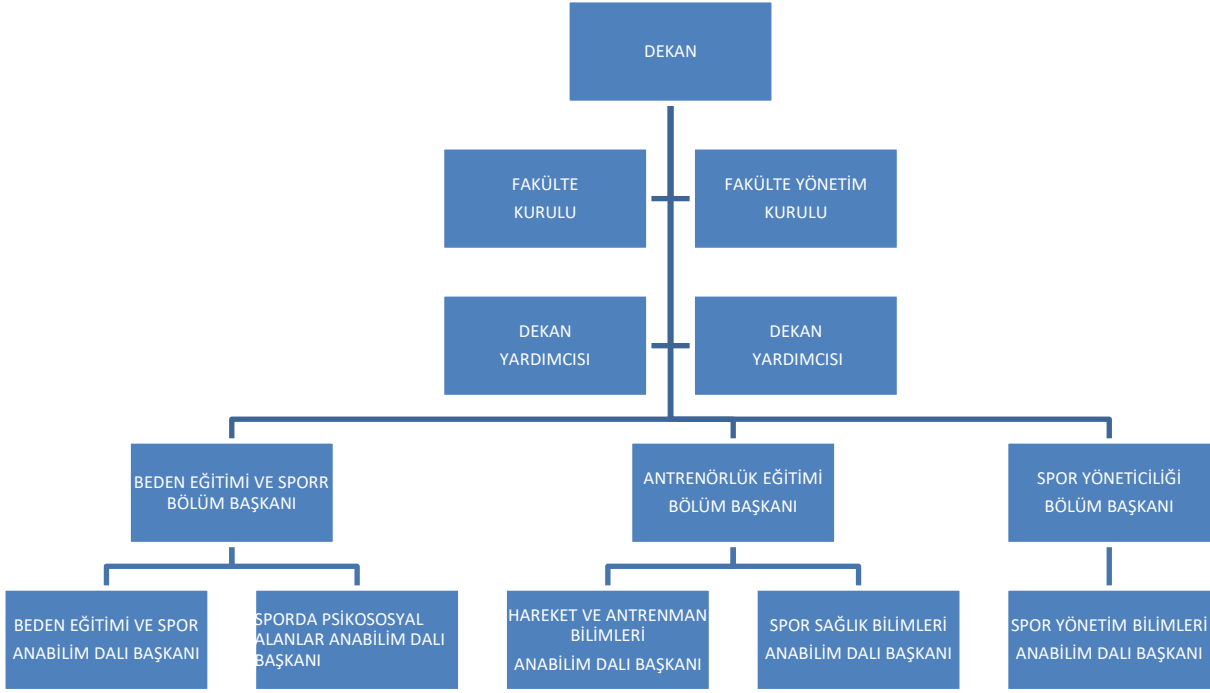 DEKAN
FAKÜLTE
KURULU
FAKÜLTE YÖNETİM
KURULU
DEKAN
YARDIMCISI
DEKAN
YARDIMCISI
BEDEN EĞİTİMİ VE SPORR
BÖLÜM BAŞKANI
ANTRENÖRLÜK EĞİTİMİ
BÖLÜM BAŞKANI
SPOR YÖNETİCİLİĞİ
BÖLÜM BAŞKANI
BEDEN EĞİTİMİ VE SPOR
ANABİLİM DALI BAŞKANI
SPORDA PSİKOSOSYAL
ALANLAR ANABİLİM DALI
BAŞKANI
HAREKET VE ANTRENMAN
BİLİMLERİ
ANABİLİM DALI BAŞKANI
SPOR SAĞLIK BİLİMLERİ
ANABİLİM DALI BAŞKANI
SPOR YÖNETİM BİLİMLERİ
ANABİLİM DALI BAŞKANI